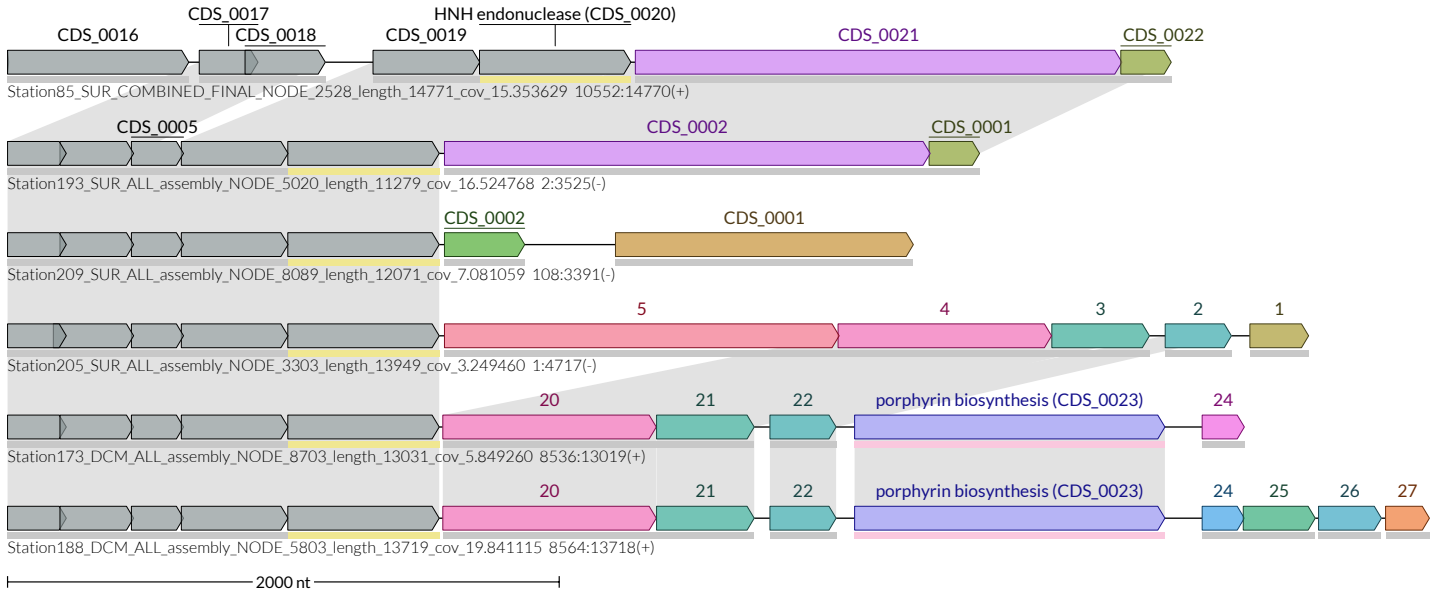 CDS_0017 HNH endonuclease (CDS_0020)
CDS_0016 CDS_0018 CDS_0019 CDS_0021 CDS_0022
Station85_SUR_COMBINED_FINAL_NODE_2528_length_14771_cov_15.353629 10552:14770(+)
CDS_0005 CDS_0002 CDS_0001
Station193_SUR_ALL_assembly_NODE_5020_length_11279_cov_16.524768 2:3525(-)
CDS_0002 CDS_0001
Station209_SUR_ALL_assembly_NODE_8089_length_12071_cov_7.081059 108:3391(-)
5 4 3 2 1
Station205_SUR_ALL_assembly_NODE_3303_length_13949_cov_3.249460 1:4717(-)
20 21 22 porphyrin biosynthesis (CDS_0023) 24
Station173_DCM_ALL_assembly_NODE_8703_length_13031_cov_5.849260 8536:13019(+)
20 21 22 porphyrin biosynthesis (CDS_0023) 24 25 26 27
Station188_DCM_ALL_assembly_NODE_5803_length_13719_cov_19.841115 8564:13718(+)
2000 nt